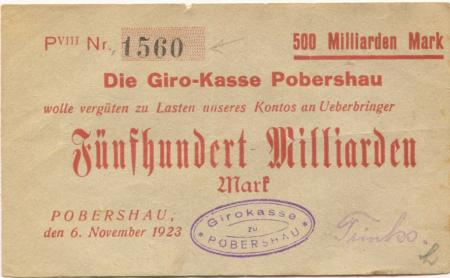 PVIII Nr. 1560
500 Milliarden Mark
Die Giro-Kasse Pobershau
wolle vergüten zu Lasten unseres Kontos an Ueberbringer
Fünfhundert Milliarden
Mark
POBERSHAU,
den 6. November 1923
Girokasse
zu
POBERSHAU